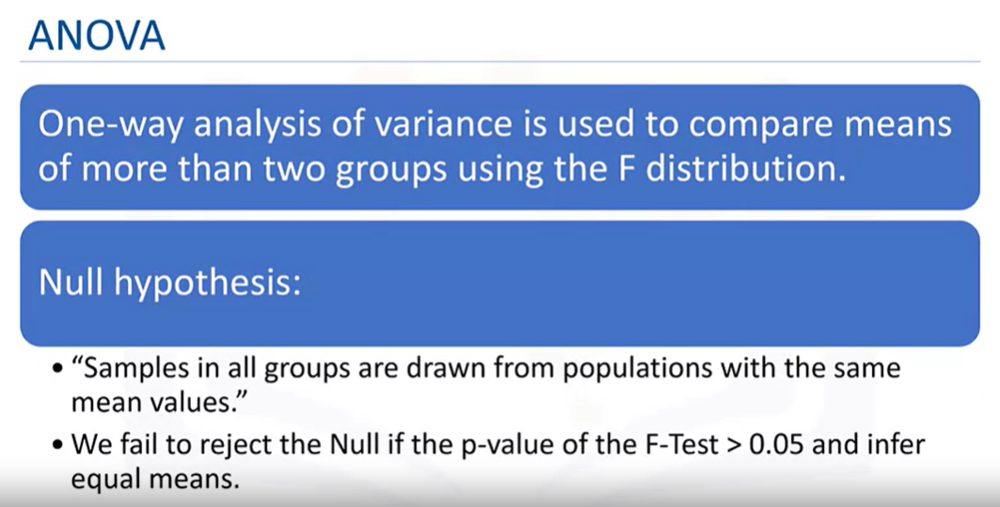 ANOVA
One-way analysis of variance is used to compare means
of more than two groups using the F distribution.
Null hypothesis:
• “Samples in all groups are drawn from populations with the same
mean values.”
• We fail to reject the Null if the p-value of the F-Test > 0.05 and infer
equal means.